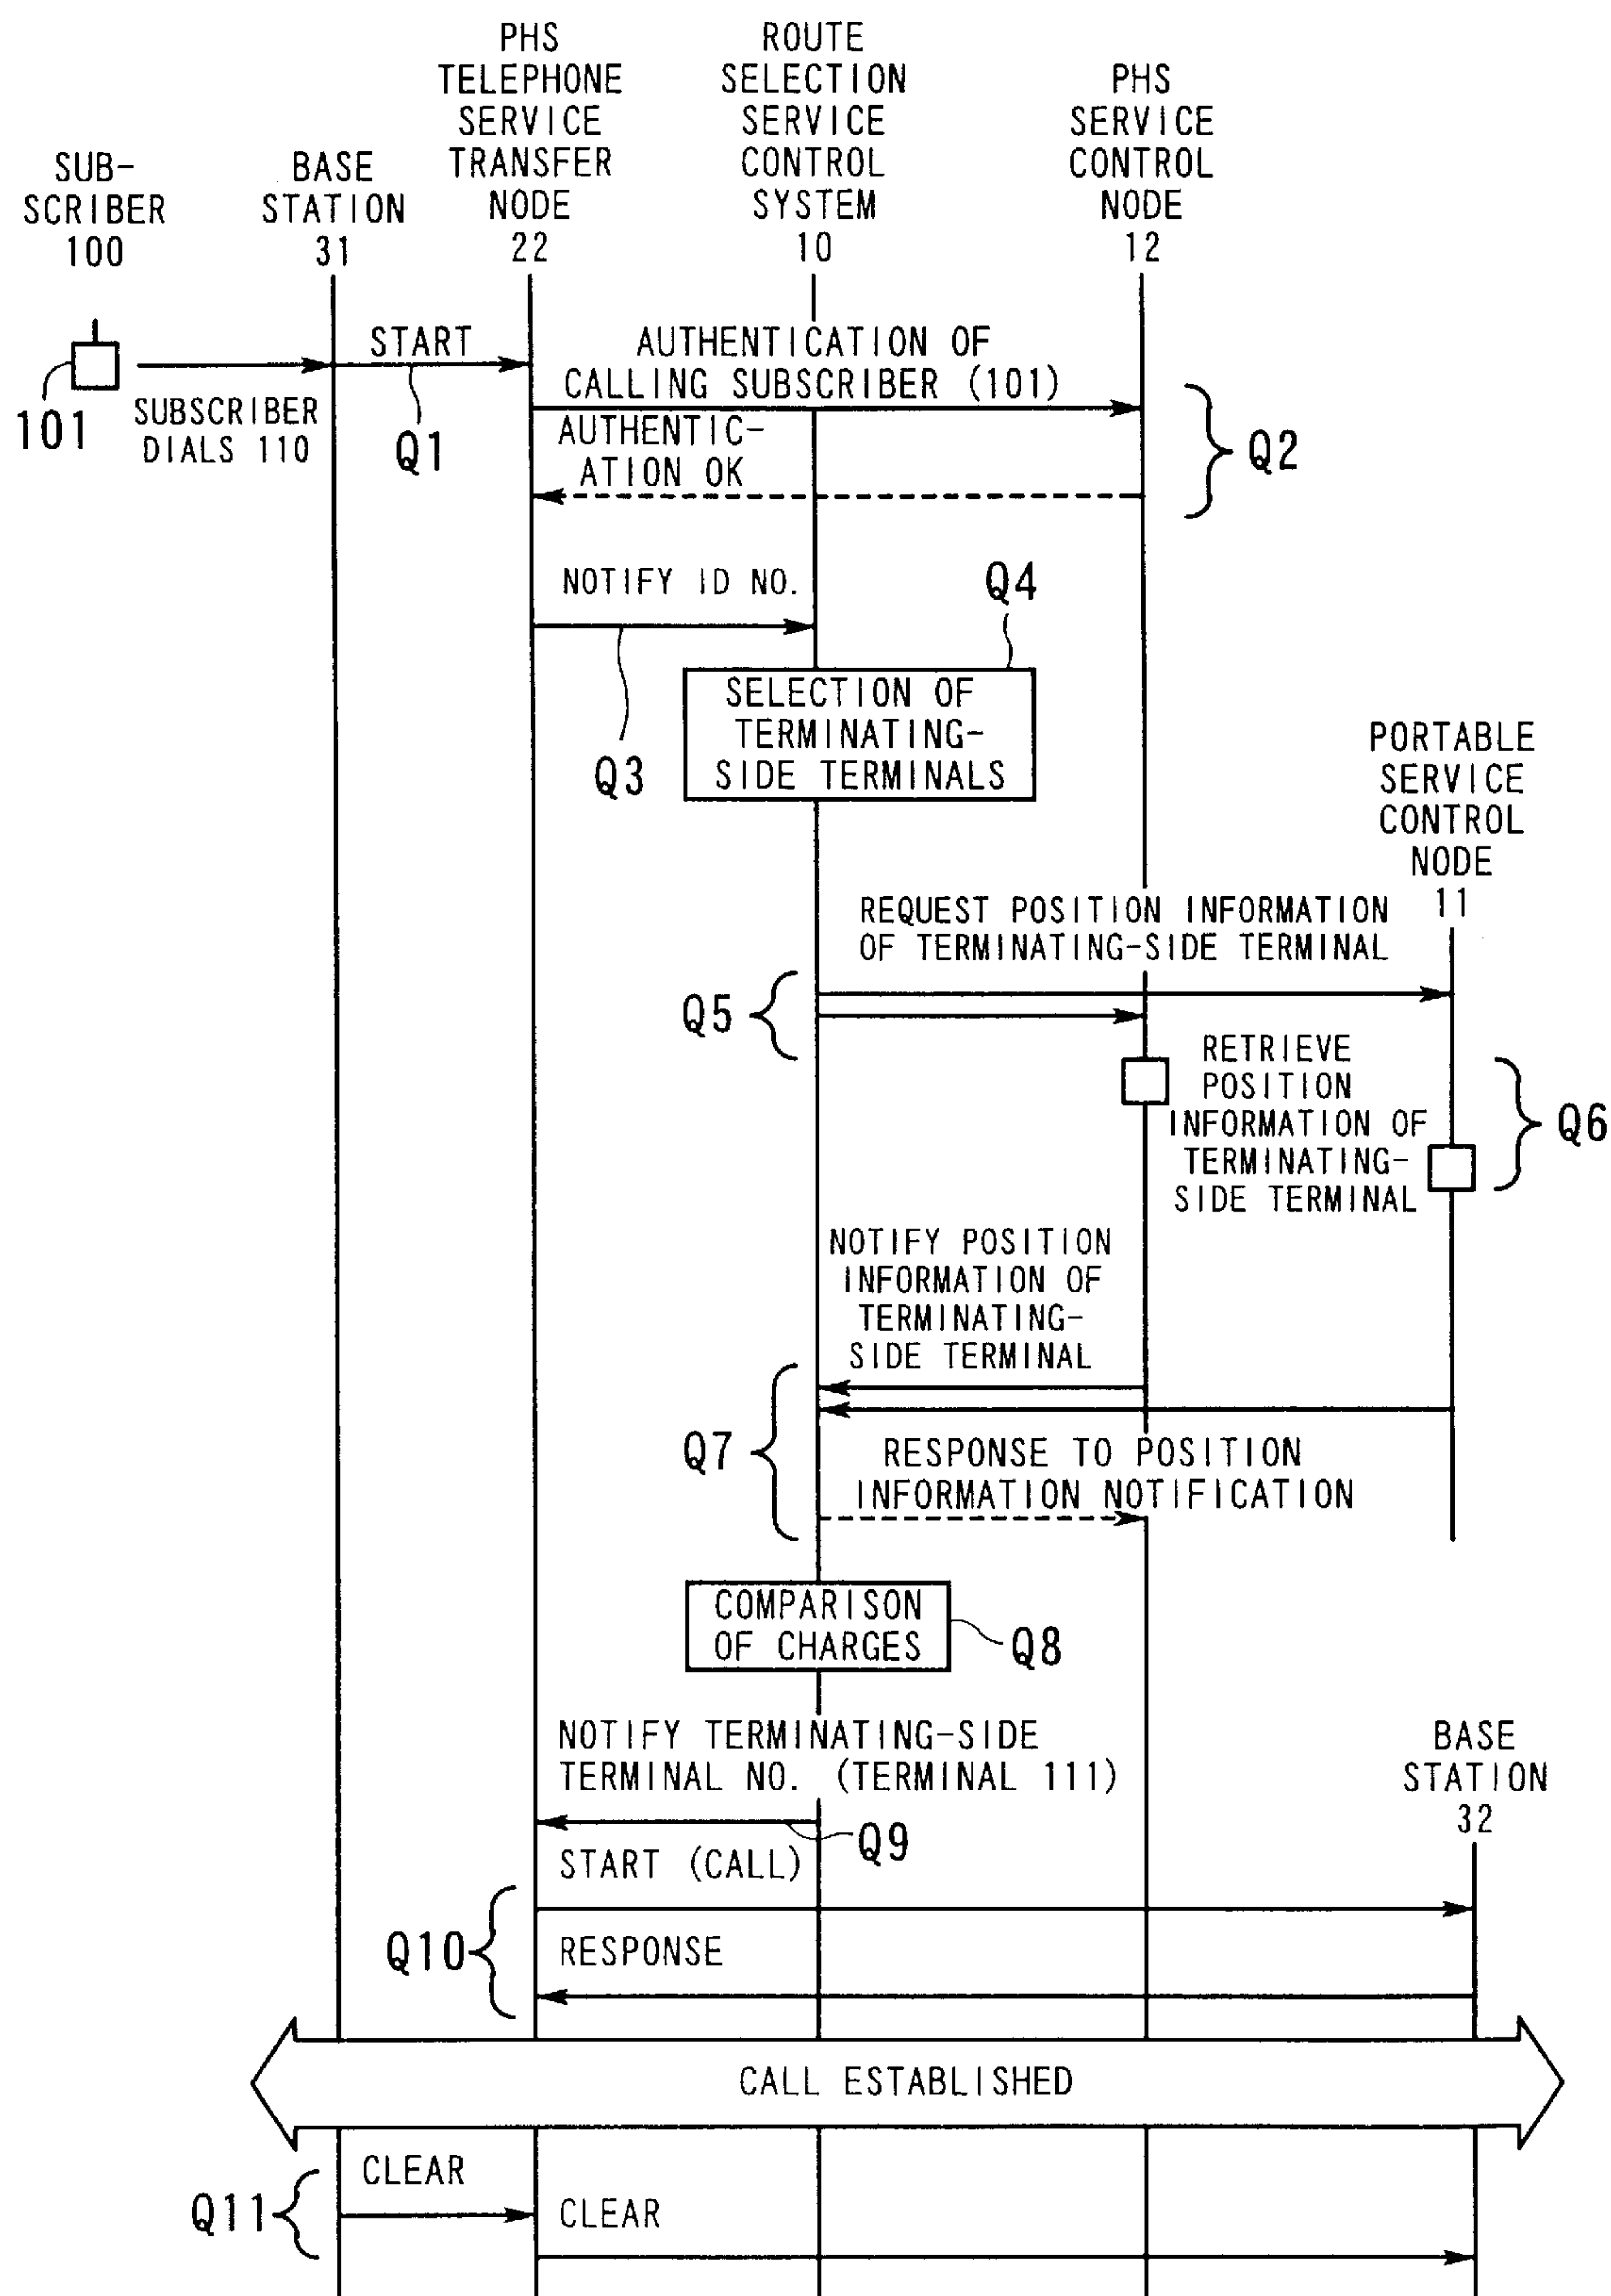 SUB-
SCRIBER
100
BASE
STATION
31
PHS
TELEPHONE
SERVICE
TRANSFER
NODE
22
ROUTE
SELECTION
SERVICE
CONTROL
SYSTEM
10
PHS
SERVICE
CONTROL
NODE
12
101
SUBSCRIBER
DIALS 110
START
Q1
AUTHENTICATION OF
CALLING SUBSCRIBER (101)
AUTHENTIC-
ATION OK
Q2
NOTIFY ID NO.
Q3
Q4
SELECTION OF
TERMINATING-
SIDE TERMINALS
PORTABLE
SERVICE
CONTROL
NODE
11
REQUEST POSITION INFORMATION
OF TERMINATING-SIDE TERMINAL
Q5
RETRIEVE
POSITION
INFORMATION OF
TERMINATING-
SIDE TERMINAL
Q6
NOTIFY POSITION
INFORMATION OF
TERMINATING-
SIDE TERMINAL
Q7
RESPONSE TO POSITION
INFORMATION NOTIFICATION
COMPARISON
OF CHARGES
Q8
NOTIFY TERMINATING-SIDE
TERMINAL NO. (TERMINAL 111)
Q9
BASE
STATION
32
START (CALL)
Q10
RESPONSE
CALL ESTABLISHED
Q11
CLEAR
CLEAR